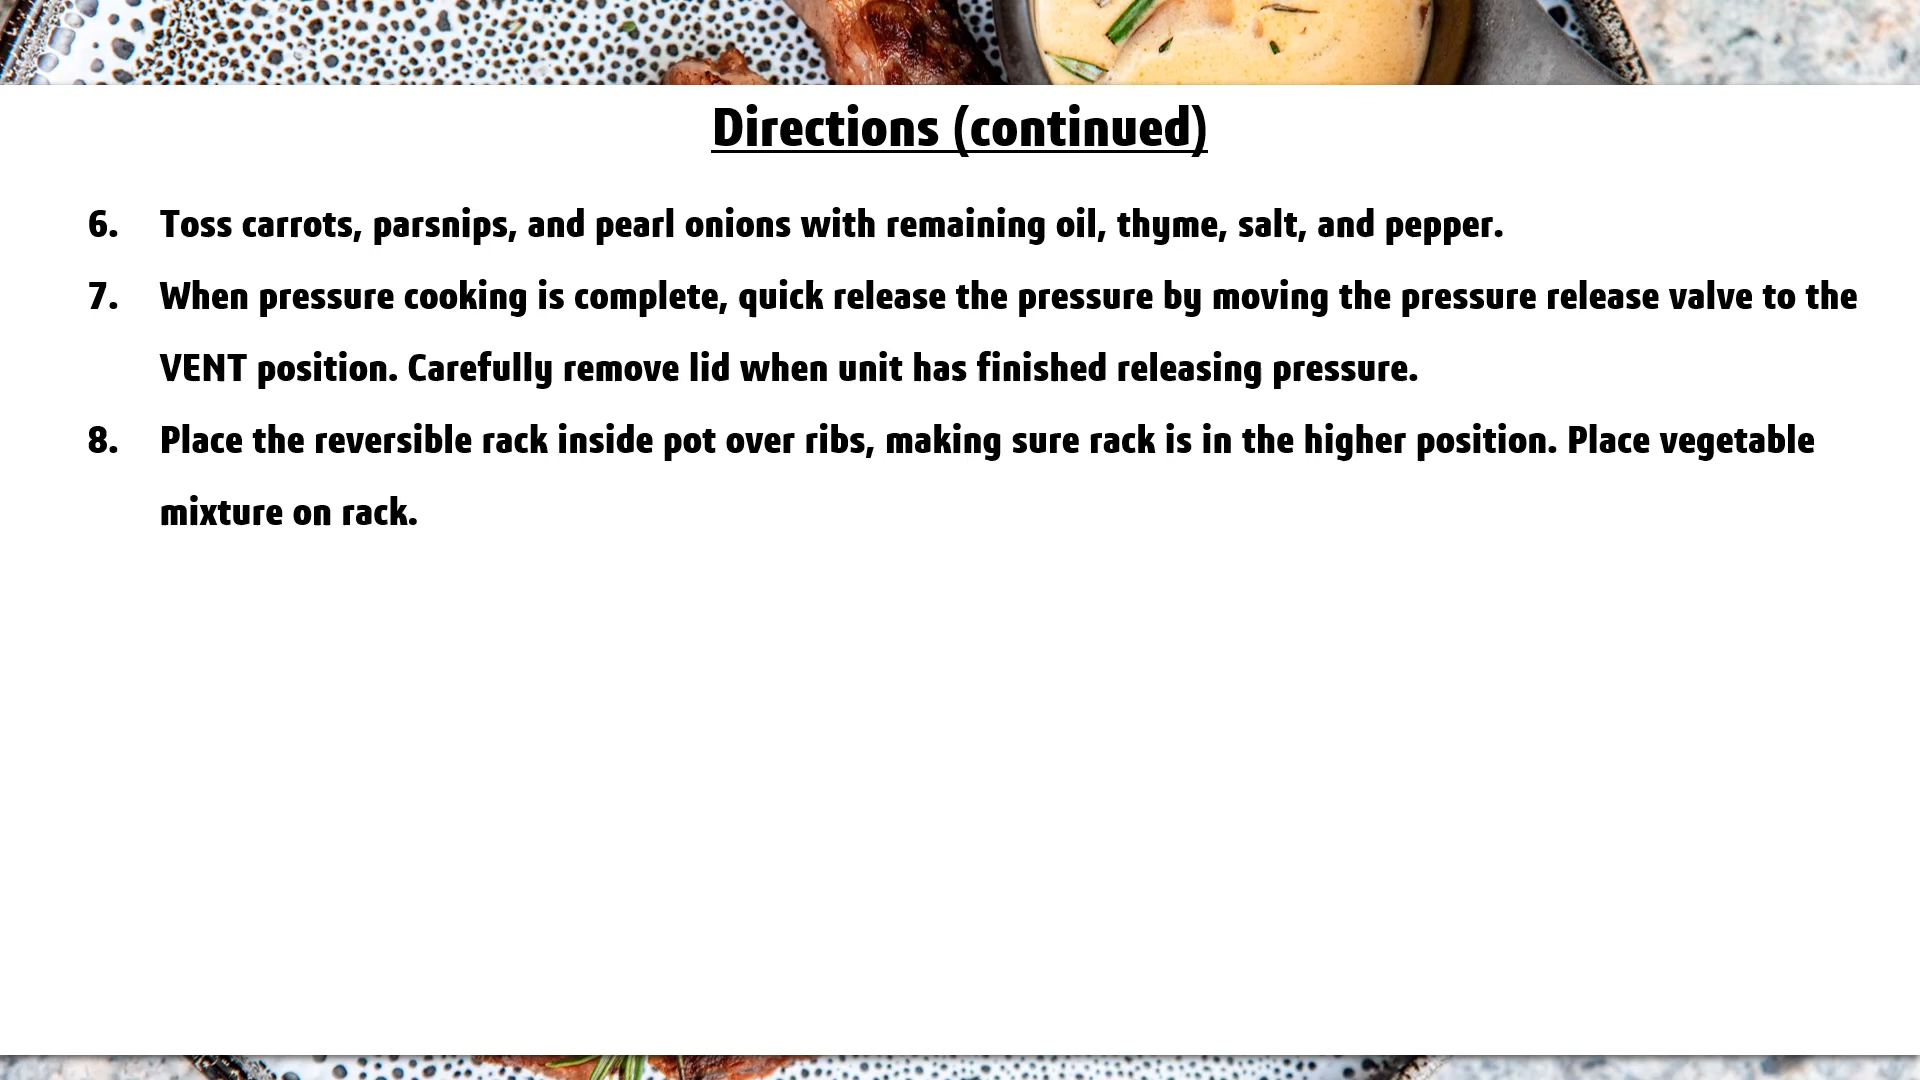 Directions (continued)
6. Toss carrots, parsnips, and pearl onions with remaining oil, thyme, salt, and pepper.
7. When pressure cooking is complete, quick release the pressure by moving the pressure release valve to the
VENT position. Carefully remove lid when unit has finished releasing pressure.
8. Place the reversible rack inside pot over ribs, making sure rack is in the higher position. Place vegetable
mixture on rack.